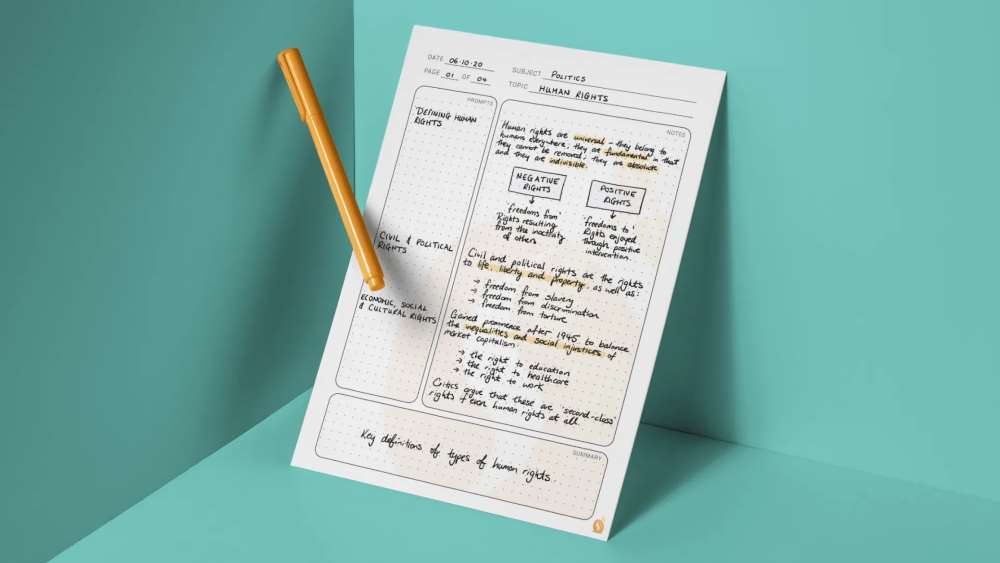 DATE 06.10.20
PAGE 01 OF 04
SUBJECT POLITICS
TOPIC HUMAN RIGHTS
PROMPTS
'DEFINING HUMAN
RIGHTS
CIVIL & POLITICAL
RIGHTS
ECONOMIC, SOCIAL
& CULTURAL RIGHTS
NOTES
Human rights are universal - they belong to
humans everywhere; they are fundamental in that
they cannot be removed; they are absolute
and they are indivisible.
NEGATIVE
RIGHTS
↓
'freedoms from'
Rights resulting
from the inactivity
of others
POSITIVE
RIGHTS
↓
'freedoms to'
Rights enjoyed
through positive
intervention.
Civil and political rights are the rights
to life, liberty and property, as well as:
→ freedom from slavery
→ freedom from discrimination
→ freedom from torture
Gained prominence after 1945 to balance
the inequalities and social injustices of
market capitalism:
→ the right to education
→ the right to healthcare
→ the right to work
Critics argue that these are 'second-class'
rights if even human rights at all.
SUMMARY
Key definitions of types of human rights.